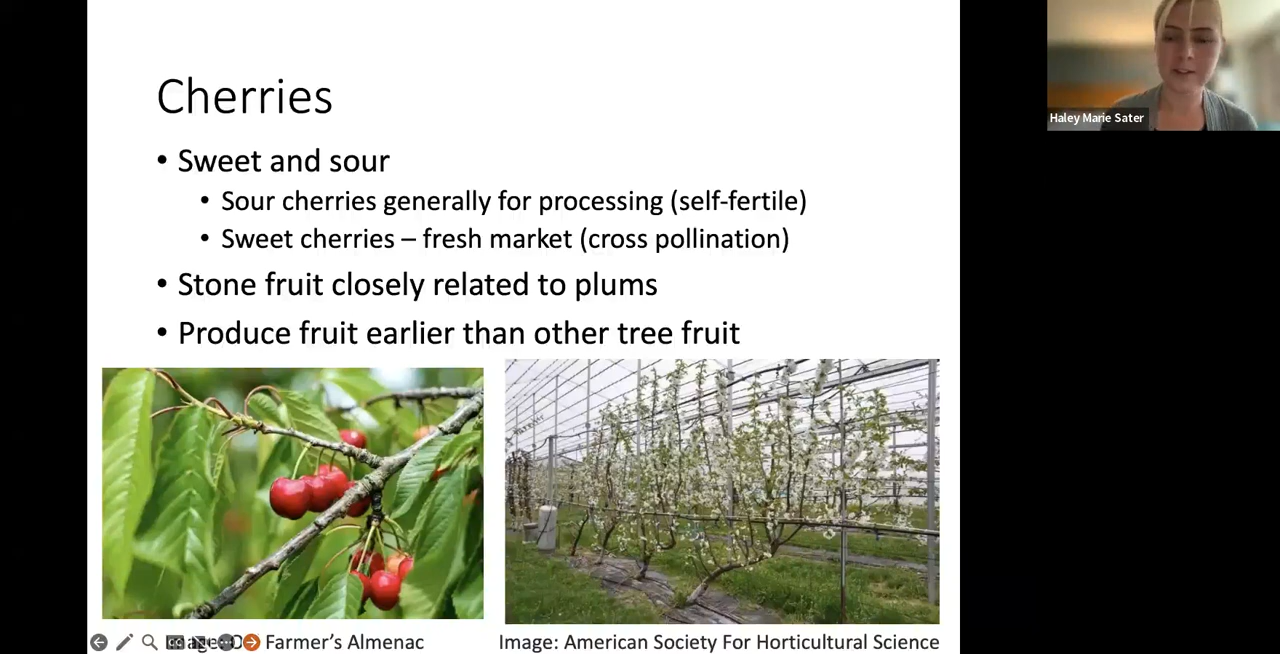 Cherries
• Sweet and sour
• Sour cherries generally for processing (self-fertile)
• Sweet cherries – fresh market (cross pollination)
• Stone fruit closely related to plums
• Produce fruit earlier than other tree fruit
Farmer's Almenac
Image: American Society For Horticultural Science
Haley Marie Sater